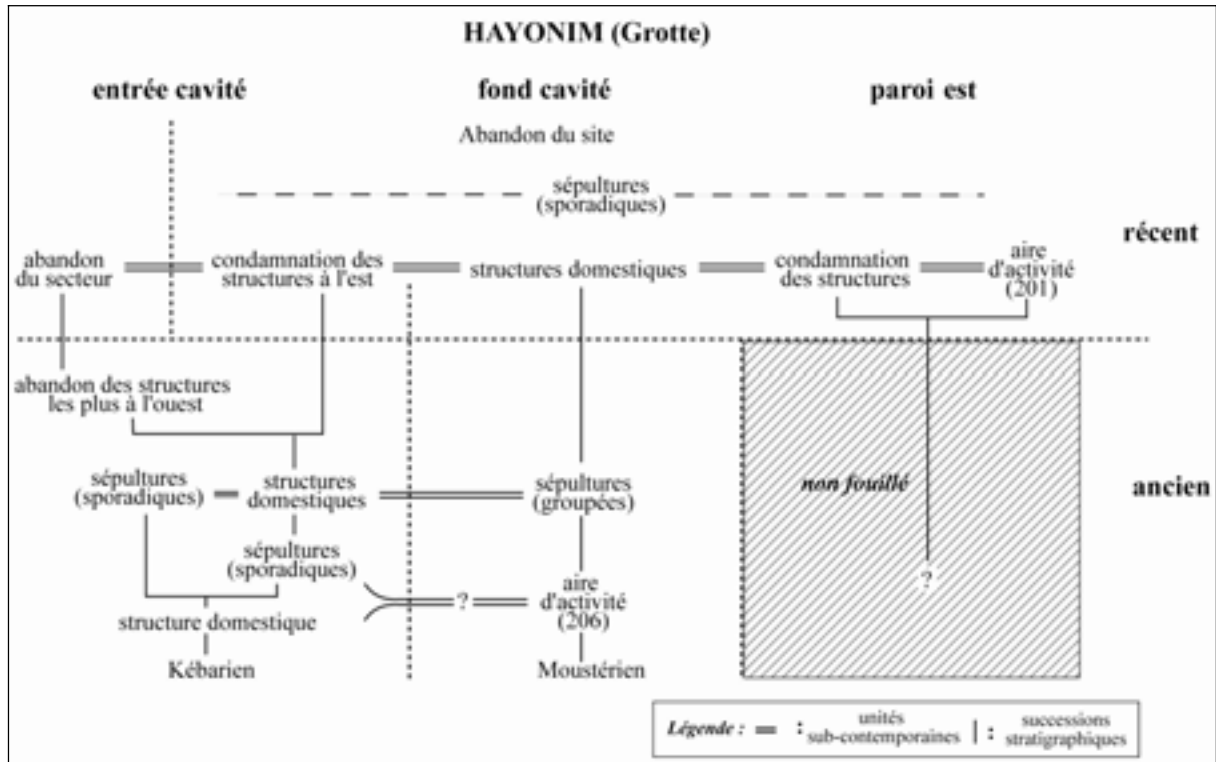 HAYONIM (Grotte)
entrée cavité
fond cavité
paroi est
Abandon du site
sépultures
(sporadiques)
récent
abandon
du secteur
condamnation des
structures à l'est
structures domestiques
condamnation
des structures
aire
d'activité
(201)
abandon des structures
les plus à l'ouest
sépultures
(sporadiques)
structures
domestiques
sépultures
(groupées)
non fouillé
ancien
sépultures
(sporadiques)
?
aire
d'activité
(206)
?
structure domestique
Kébarien
Moustérien
Légende :
: unités
sub-contemporaines
: successions
stratigraphiques